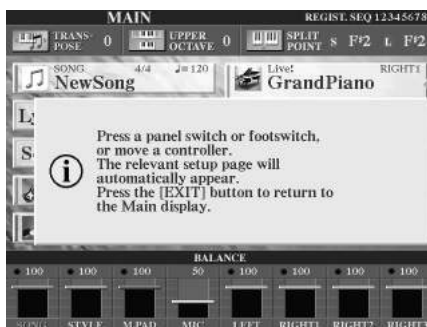 MAIN
REGIST. SEQ 12345678
TRANS-
POSE 0
UPPER
OCTAVE 0
SPLIT
POINT S F♯2 L F♯2
SONG 4/4 ♩=120
NewSong
Live! RIGHT1
GrandPiano
Press a panel switch or footswitch,
or move a controller.
The relevant setup page will
automatically appear.
Press the [EXIT] button to return to
the Main display.
BALANCE
100 100 100 50 100 100 100 100
SONG STYLE M.PAD MIC LEFT RIGHT1 RIGHT2 RIGHT3